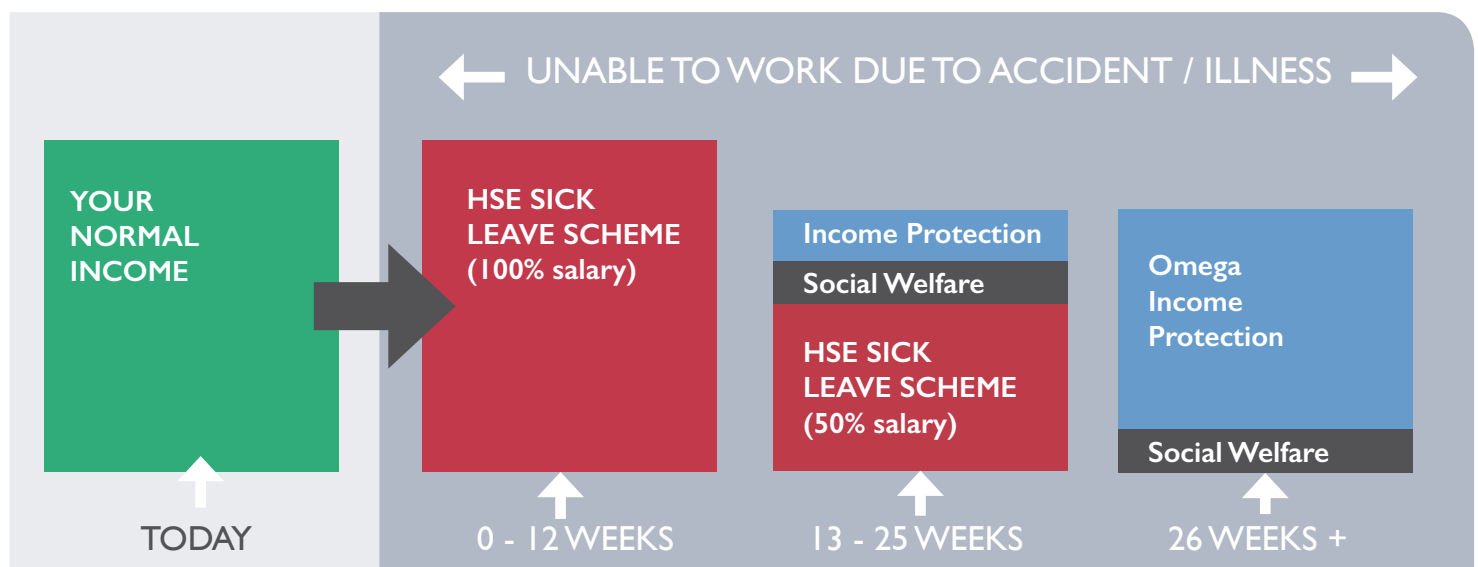 UNABLE TO WORK DUE TO ACCIDENT / ILLNESS
YOUR
NORMAL
INCOME
HSE SICK
LEAVE SCHEME
(100% salary)
Income Protection
Social Welfare
HSE SICK
LEAVE SCHEME
(50% salary)
Omega
Income
Protection
Social Welfare
TODAY
0 - 12 WEEKS
13 - 25 WEEKS
26 WEEKS +